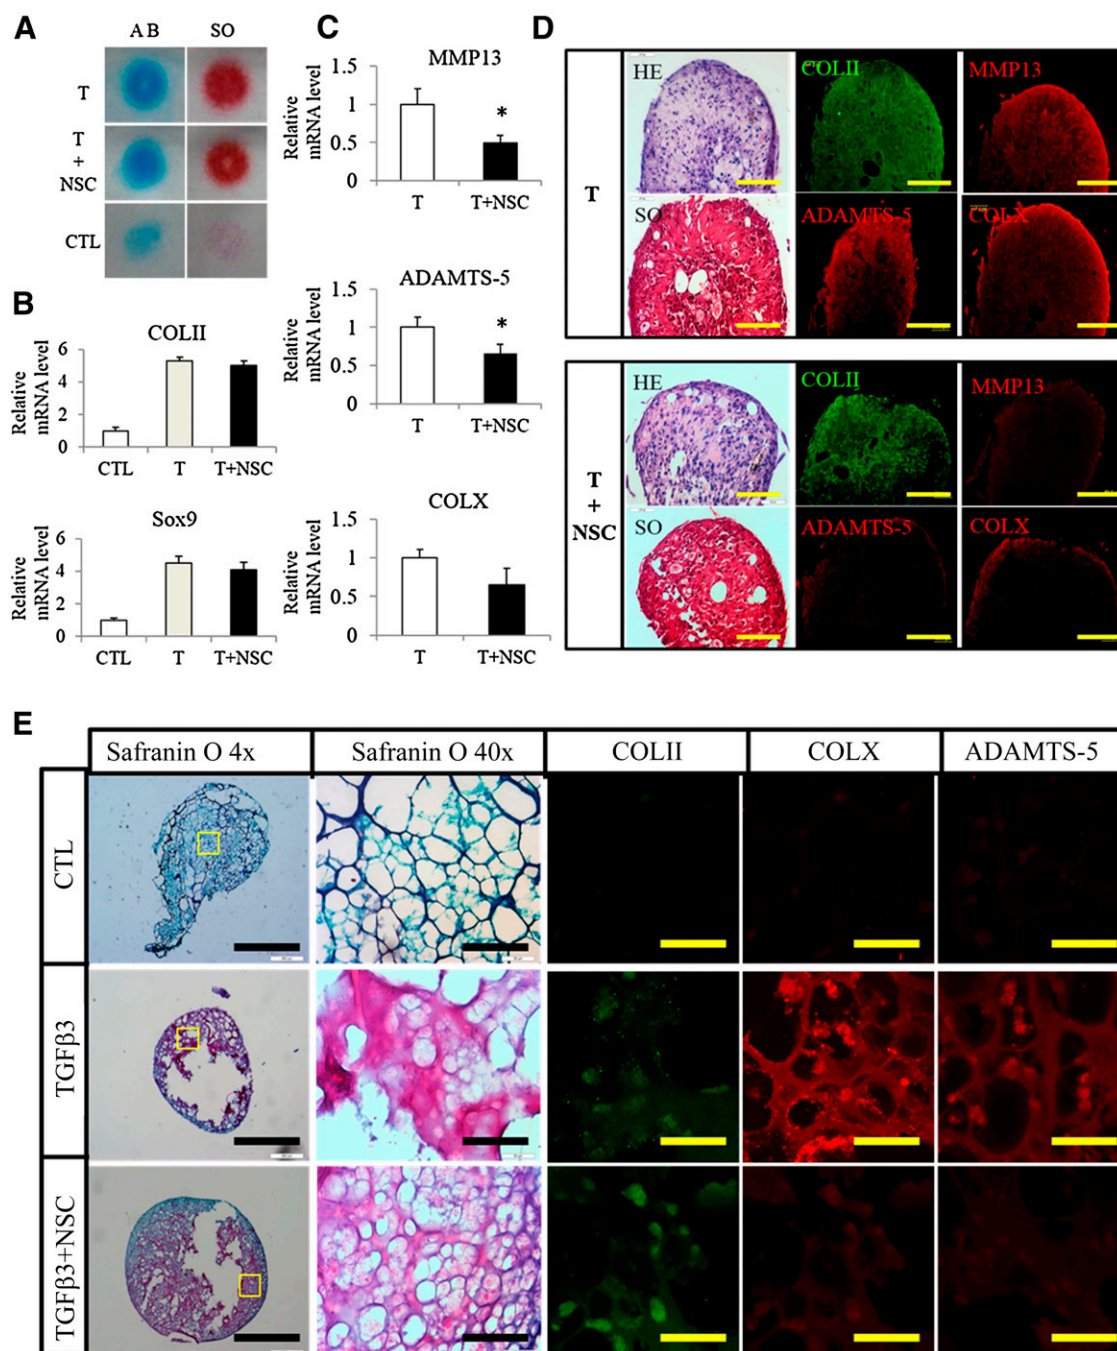 A
A B
SO
T
T
+
NSC
CTL
B
COLII
Relative
mRNA level
6
4
2
0
CTL
T
T+NSC
Sox9
Relative
mRNA level
6
4
2
0
CTL
T
T+NSC
C
MMP13
Relative
mRNA level
1.5
1
0.5
0
*
T
T+NSC
ADAMTS-5
Relative
mRNA level
1.5
1
0.5
0
*
T
T+NSC
COLX
Relative
mRNA level
1.5
1
0.5
0
T
T+NSC
D
T
HE
COLII
MMP13
SO
ADAMTS-5
COLX
T
+
NSC
HE
COLII
MMP13
SO
ADAMTS-5
COLX
E
Safranin O 4x
Safranin O 40x
COLII
COLX
ADAMTS-5
CTL
TGFβ3
TGFβ3+NSC